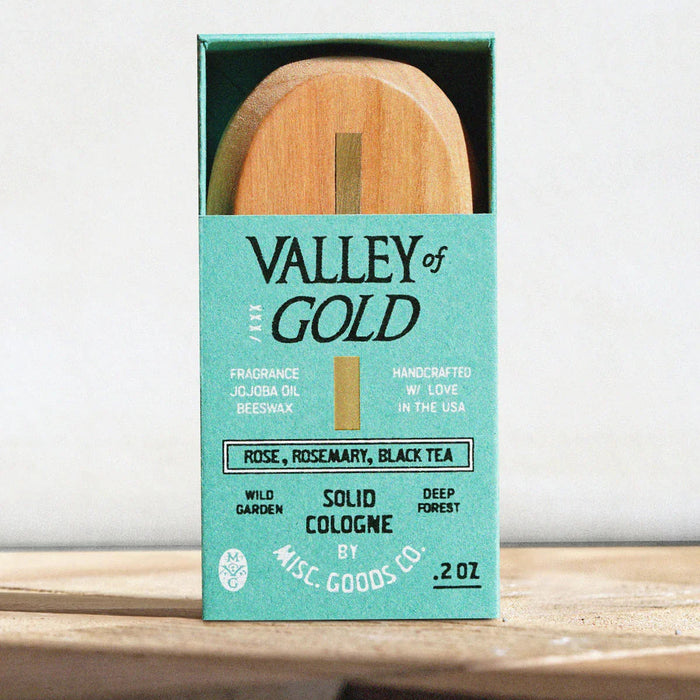 VALLEY of
GOLD
/XXX
FRAGRANCE
JOJOBA OIL
BEESWAX
HANDCRAFTED
W/ LOVE
IN THE USA
ROSE, ROSEMARY, BLACK TEA
WILD
GARDEN
SOLID
COLOGNE
DEEP
FOREST
BY
MISC. GOODS CO.
M
G
.2 OZ